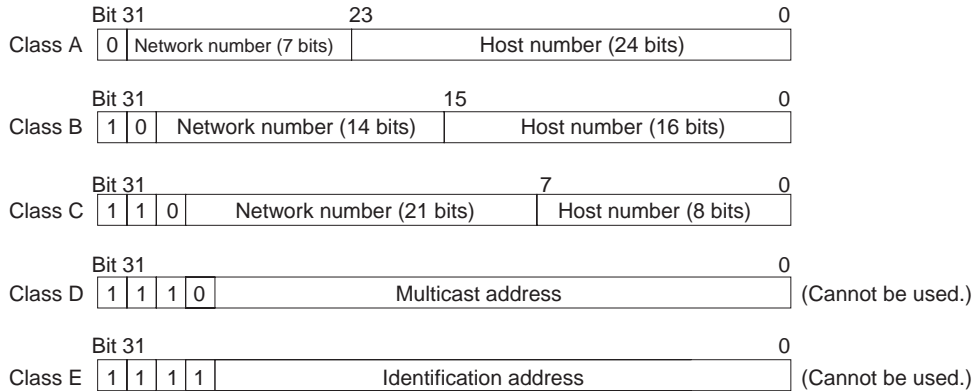 Bit 31 23 0
Class A 0 Network number (7 bits) Host number (24 bits)
Bit 31 15 0
Class B 1 0 Network number (14 bits) Host number (16 bits)
Bit 31 7 0
Class C 1 1 0 Network number (21 bits) Host number (8 bits)
Bit 31 0
Class D 1 1 1 0 Multicast address (Cannot be used.)
Bit 31 0
Class E 1 1 1 1 Identification address (Cannot be used.)